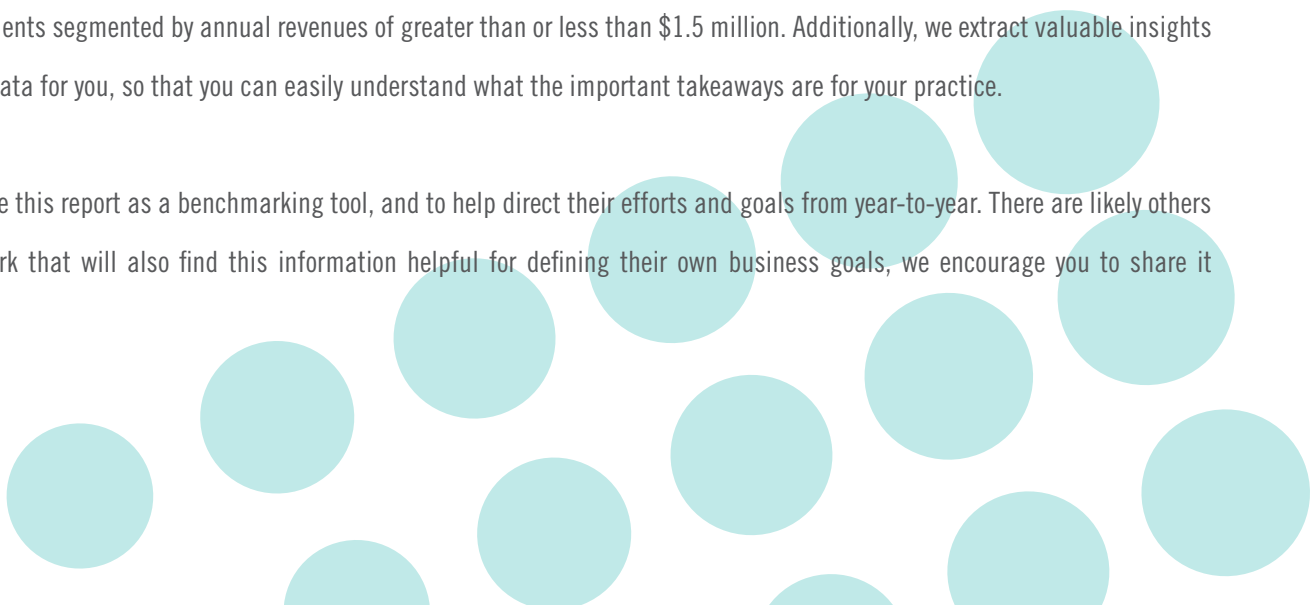 ents segmented by annual revenues of greater than or less than $1.5 million. Additionally, we extract valuable insights
ata for you, so that you can easily understand what the important takeaways are for your practice.
e this report as a benchmarking tool, and to help direct their efforts and goals from year-to-year. There are likely others
rk that will also find this information helpful for defining their own business goals, we encourage you to share it